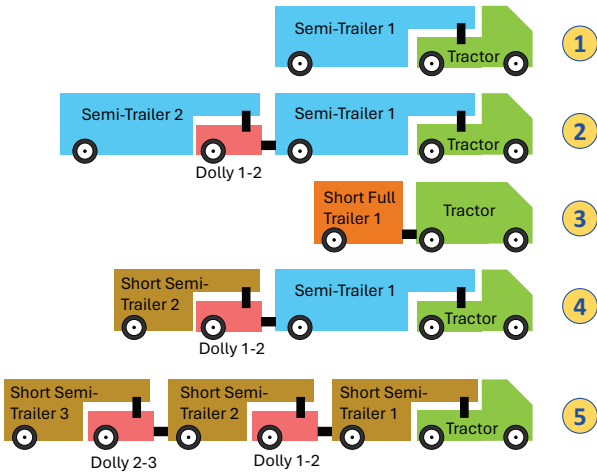 Semi-Trailer 1
Tractor
1
Semi-Trailer 2
Semi-Trailer 1
Tractor
2
Dolly 1-2
Short Full
Trailer 1
Tractor
3
Short Semi-
Trailer 2
Semi-Trailer 1
Tractor
4
Dolly 1-2
Short Semi-
Trailer 3
Short Semi-
Trailer 2
Short Semi-
Trailer 1
Tractor
5
Dolly 2-3
Dolly 1-2